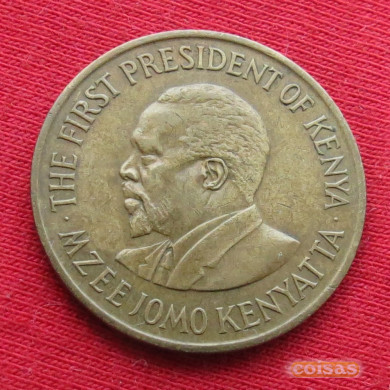 · THE FIRST PRESIDENT OF KENYA ·
MZEE JOMO KENYATTA
coisas